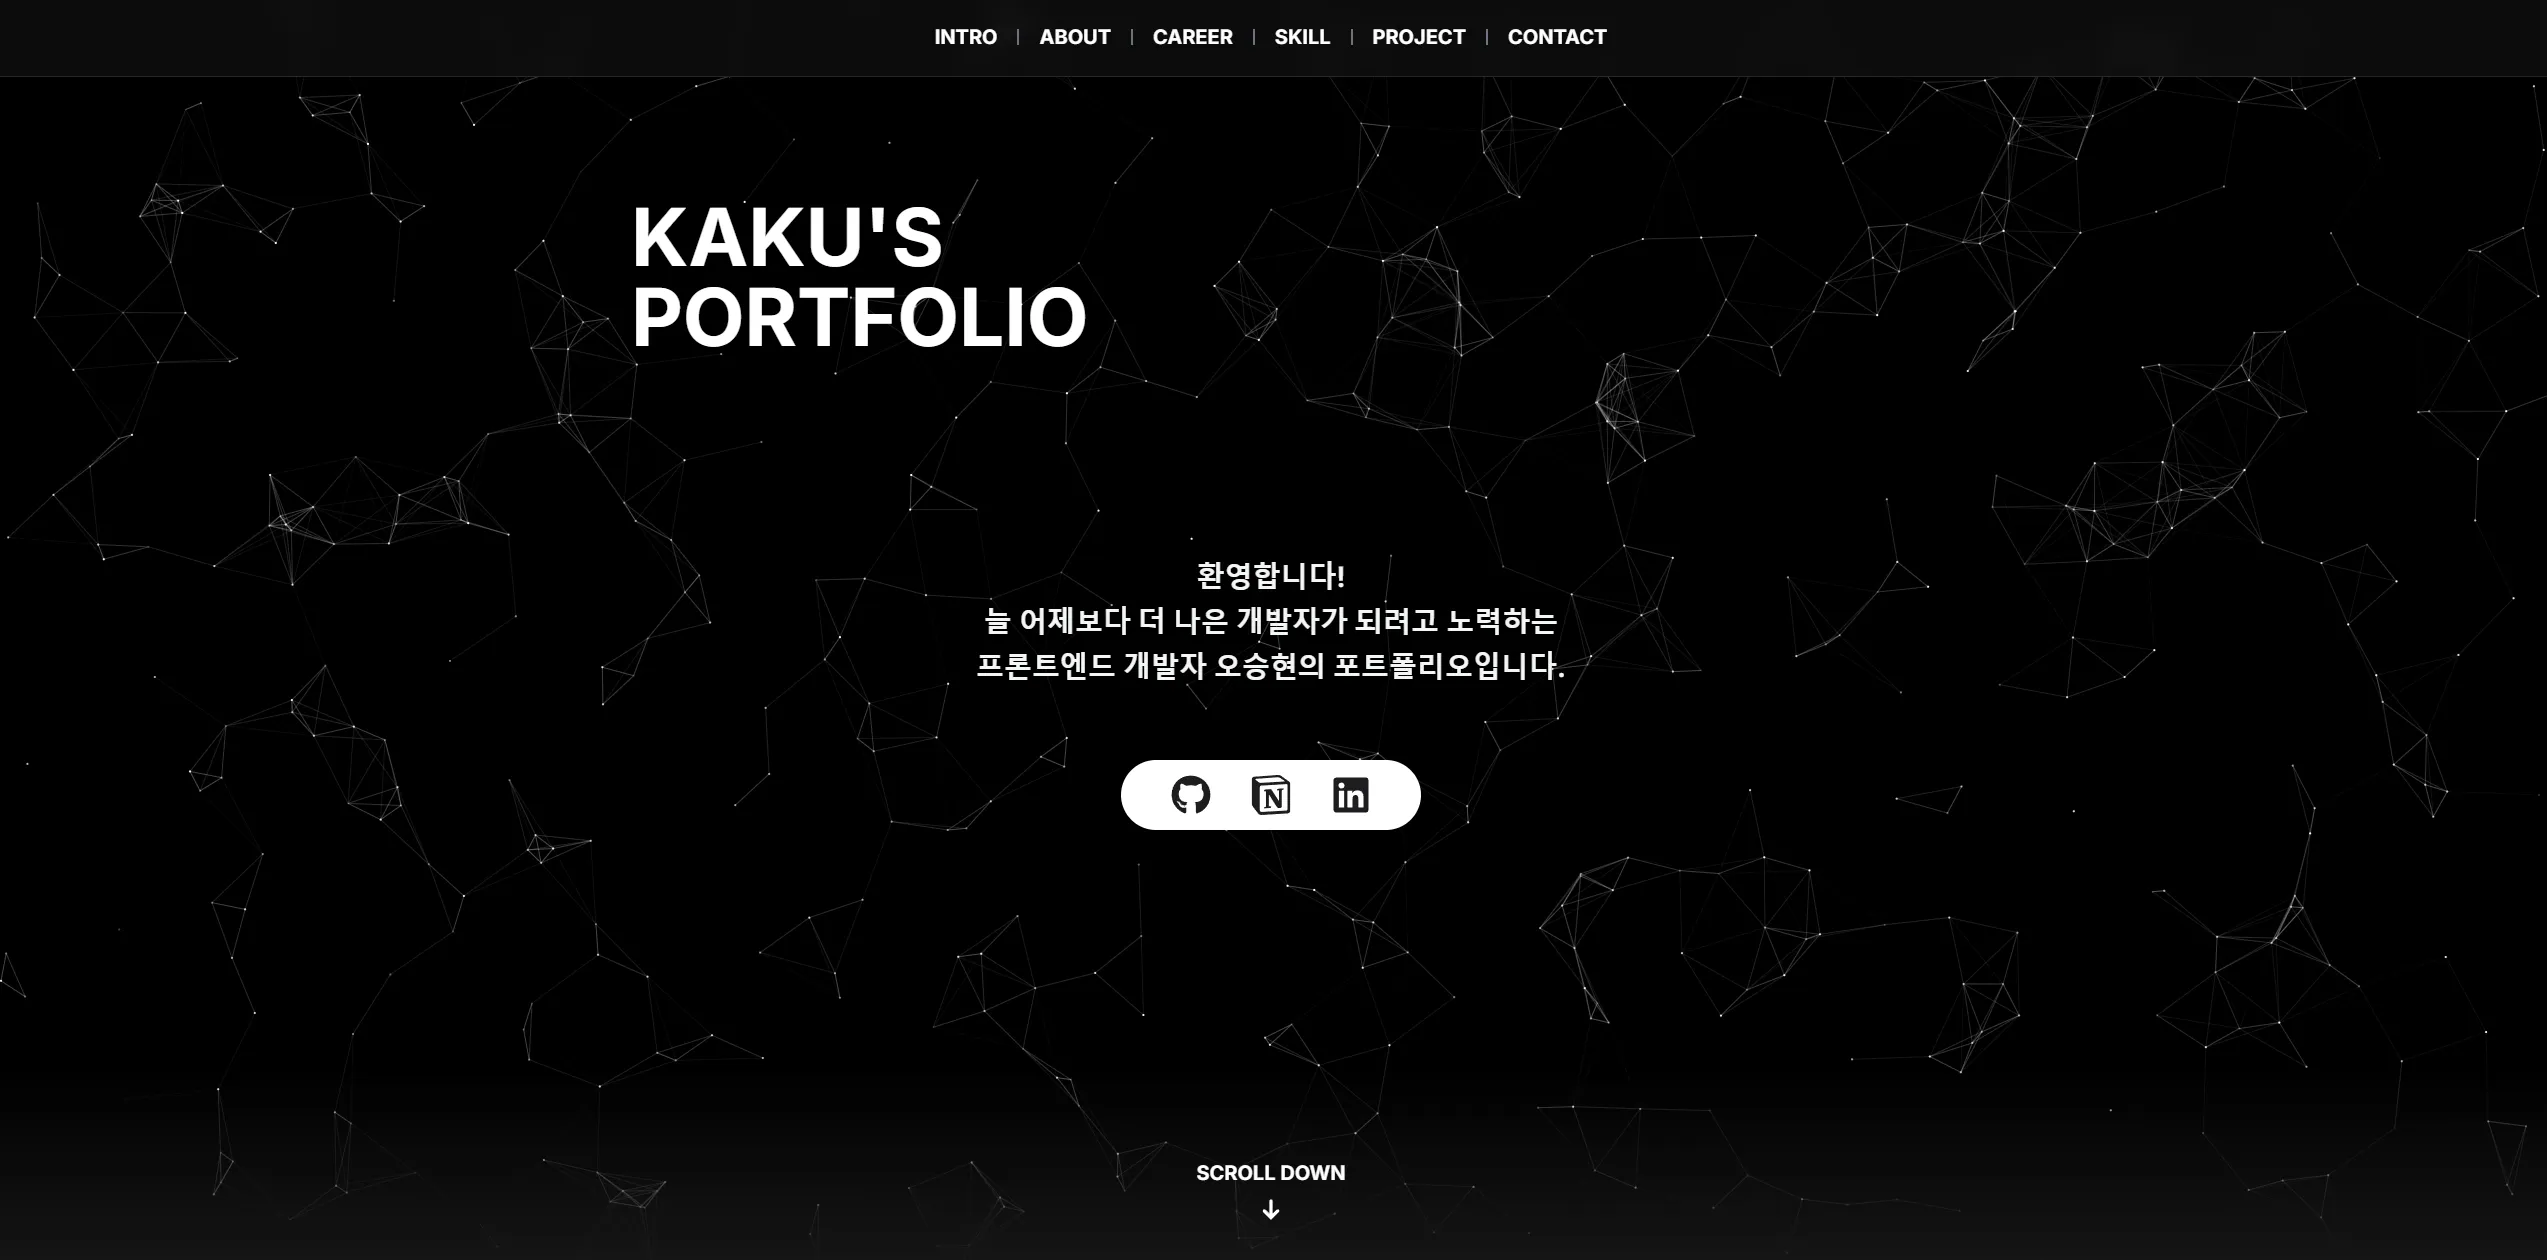 INTRO | ABOUT | CAREER | SKILL | PROJECT | CONTACT
KAKU'S
PORTFOLIO
환영합니다!
늘 어제보다 더 나은 개발자가 되려고 노력하는
프론트엔드 개발자 오승현의 포트폴리오입니다.
N in
SCROLL DOWN